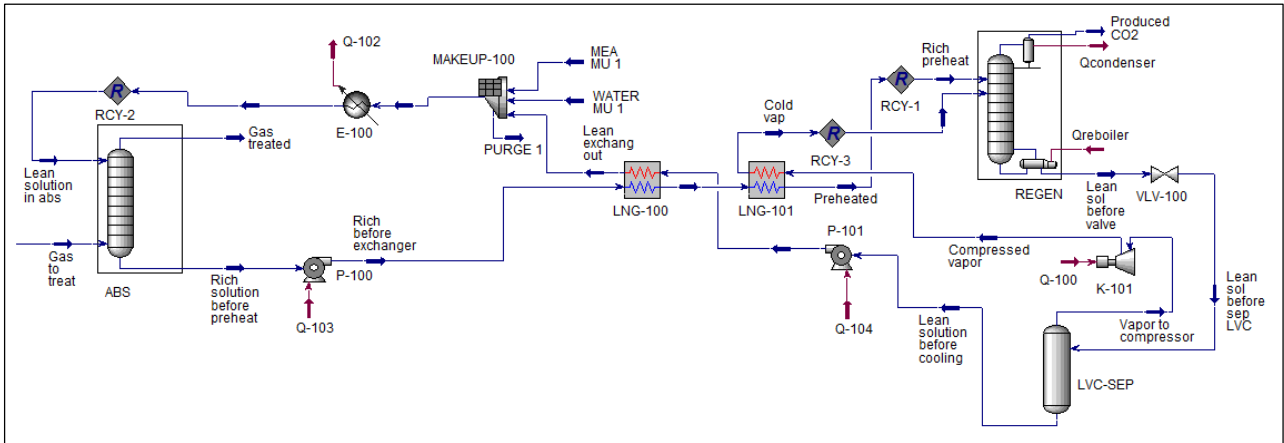 Produced
CO2
Qcondenser
Rich
preheat
RCY-1
Q-102
MAKEUP-100
MEA
MU 1
WATER
MU 1
PURGE 1
E-100
RCY-2
Gas
treated
Lean
solution
in abs
Gas
to
treat
ABS
Rich
solution
before
preheat
Rich
before
exchanger
P-100
Q-103
Lean
exchang
out
LNG-100
Cold
vap
RCY-3
LNG-101
Preheated
Qreboiler
REGEN
Lean
sol
before
valve
VLV-100
P-101
Q-104
Compressed
vapor
Q-100
K-101
Lean
solution
before
cooling
Vapor to
compressor
Lean
sol
before
sep
LVC
LVC-SEP
R
R
R